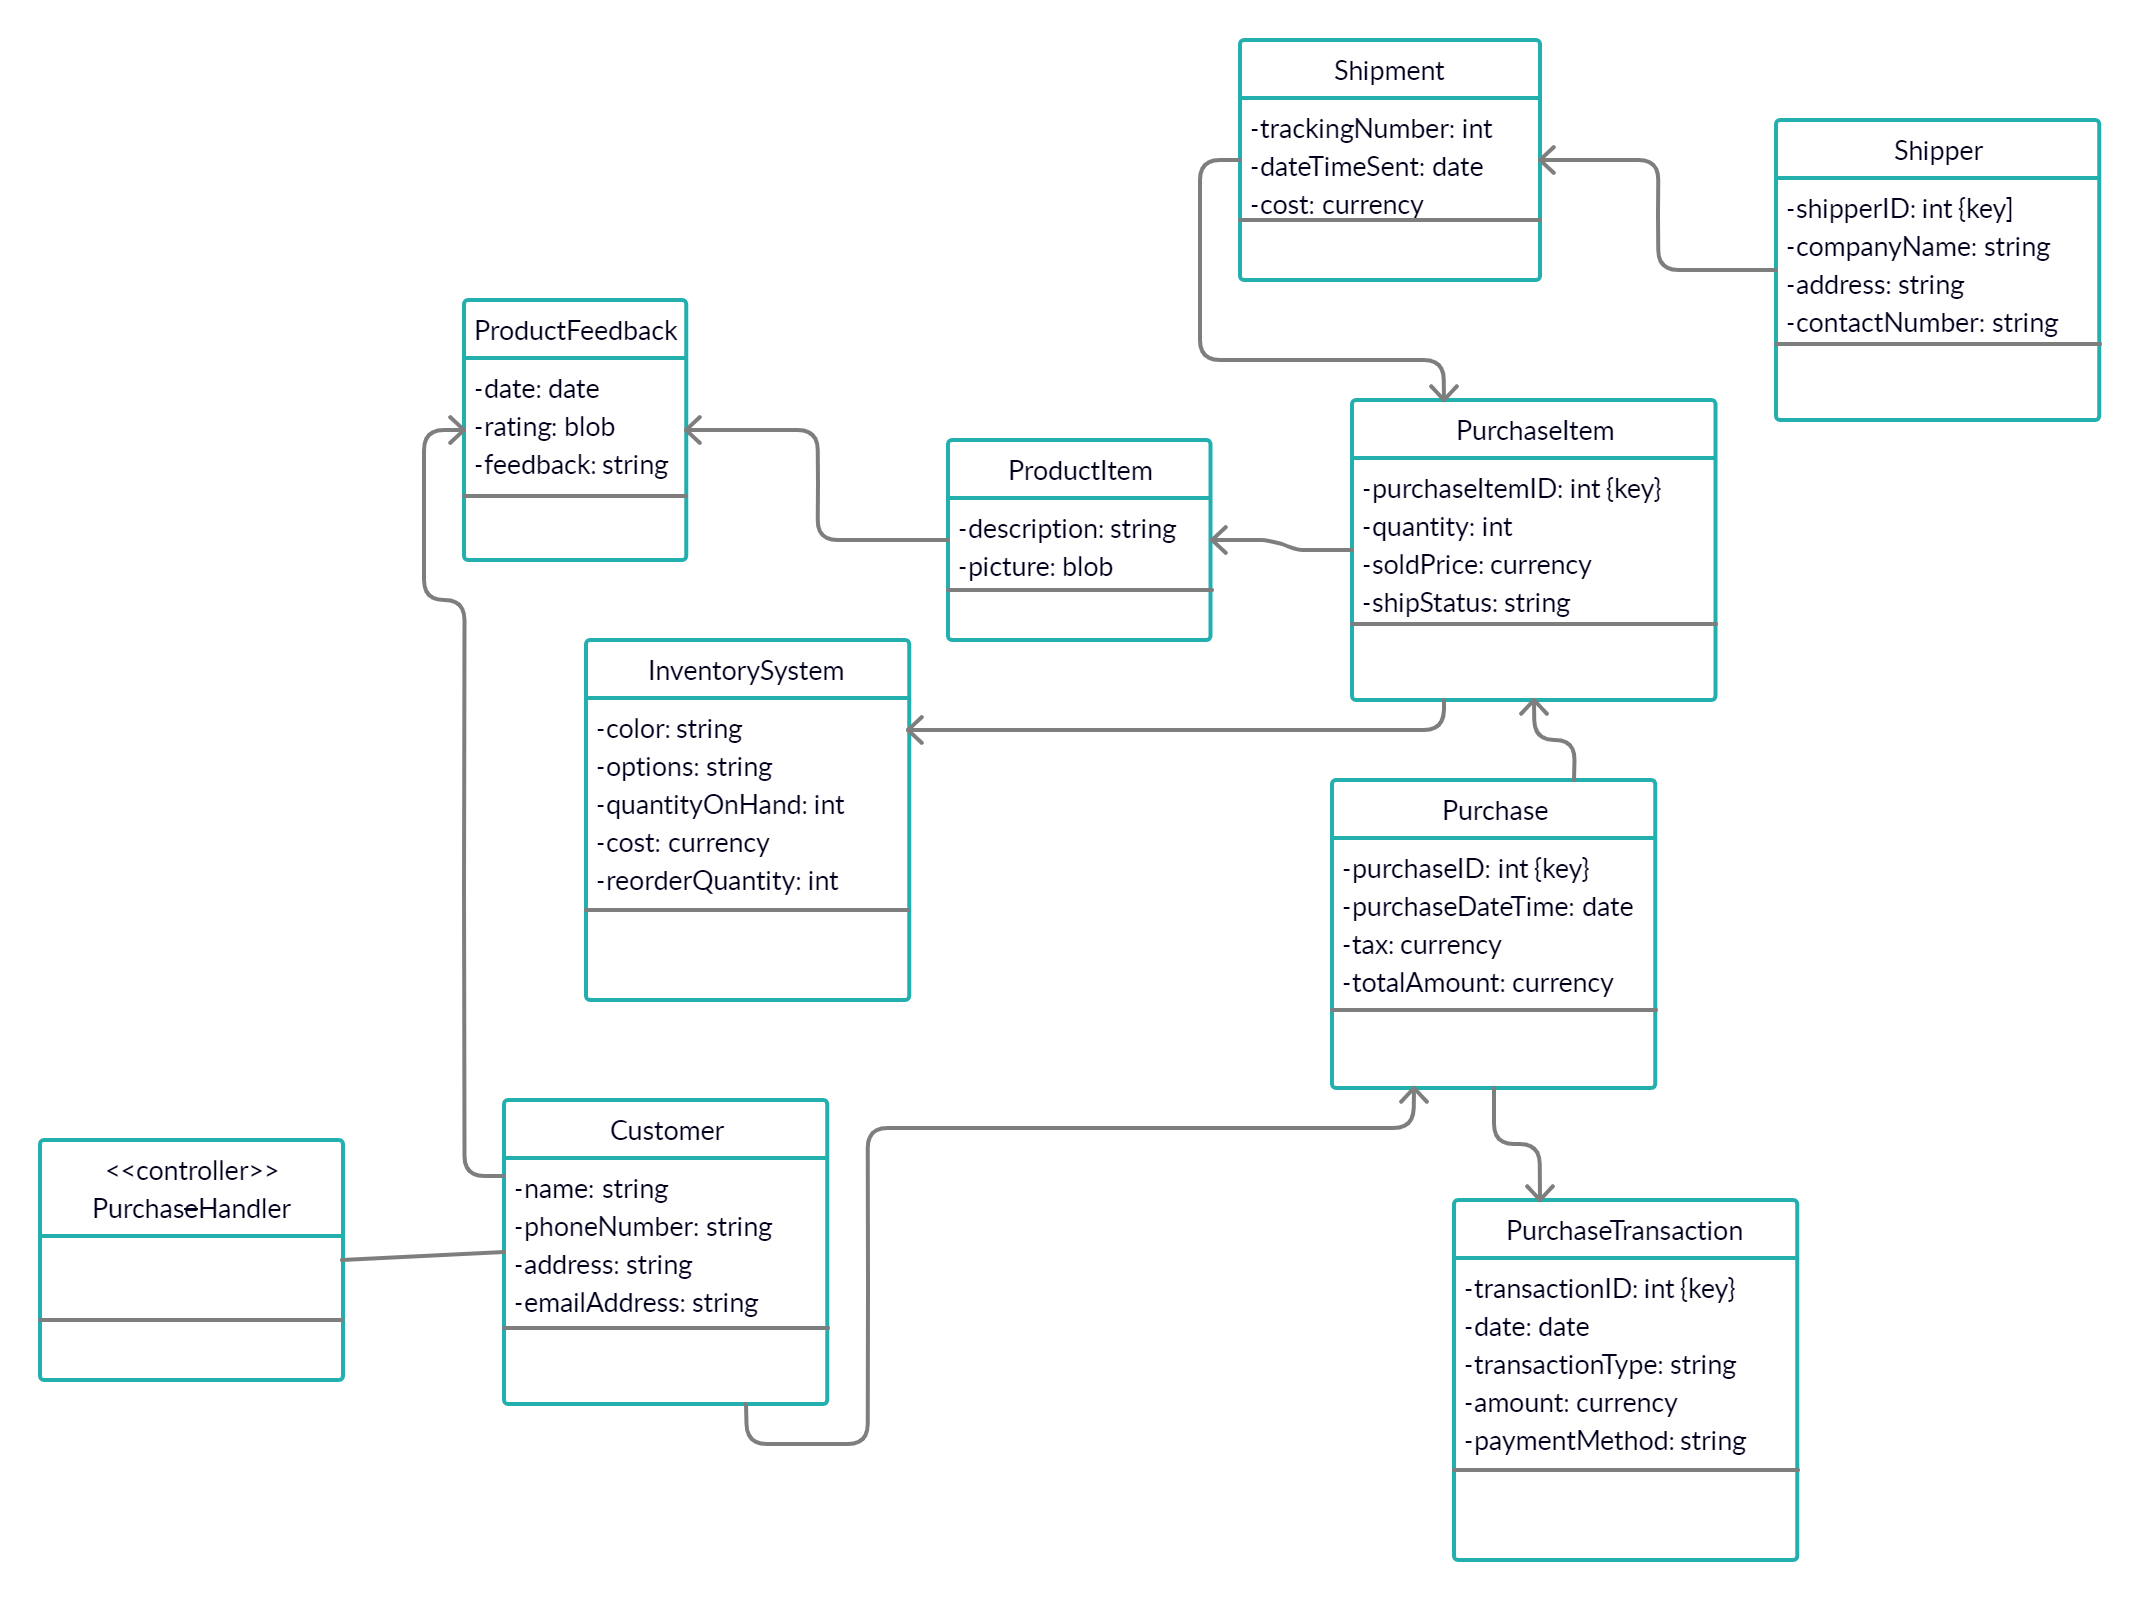 Shipment
-trackingNumber: int
-dateTimeSent: date
-cost: currency
Shipper
-shipperID: int {key]
-companyName: string
-address: string
-contactNumber: string
ProductFeedback
-date: date
-rating: blob
-feedback: string
ProductItem
-description: string
-picture: blob
PurchaseItem
-purchaseItemID: int {key}
-quantity: int
-soldPrice: currency
-shipStatus: string
InventorySystem
-color: string
-options: string
-quantityOnHand: int
-cost: currency
-reorderQuantity: int
Purchase
-purchaseID: int {key}
-purchaseDateTime: date
-tax: currency
-totalAmount: currency
<<controller>>
PurchaseHandler
Customer
-name: string
-phoneNumber: string
-address: string
-emailAddress: string
PurchaseTransaction
-transactionID: int {key}
-date: date
-transactionType: string
-amount: currency
-paymentMethod: string